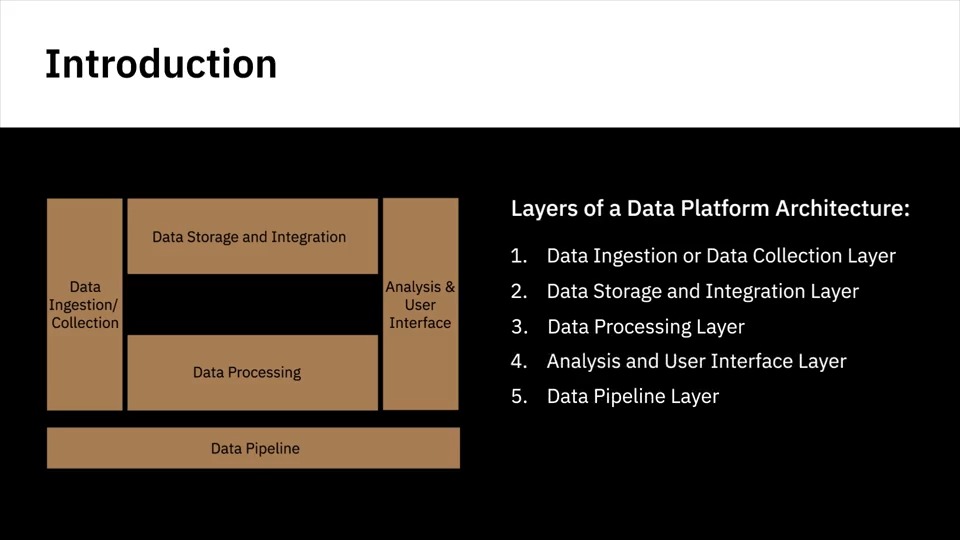 Introduction
Data
Ingestion/
Collection
Data Storage and Integration
Data Processing
Analysis &
User
Interface
Data Pipeline
Layers of a Data Platform Architecture:
1. Data Ingestion or Data Collection Layer
2. Data Storage and Integration Layer
3. Data Processing Layer
4. Analysis and User Interface Layer
5. Data Pipeline Layer